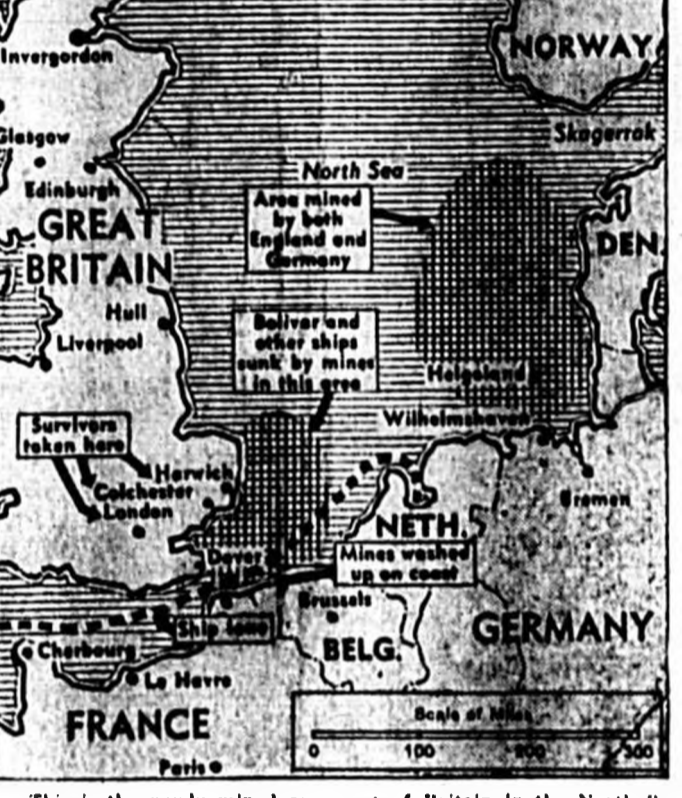 Invergordon
NORWAY
Glasgow
Skagerrak
North Sea
Edinburgh
Area mined
by both
England and
Germany
GREAT
BRITAIN
DEN.
Hull
Liverpool
Bolivar and
other ships
sunk by mines
in this area
Helgoland
Wilhelmshaven
Survivors
taken here
Harwich
Colchester
London
Bremen
NETH.
Dover
Mines washed
up on coast
Brussels
Ship lane
GERMANY
BELG.
Cherbourg
Le Havre
FRANCE
Scale of Miles
0 100 200 300
Paris
This is the